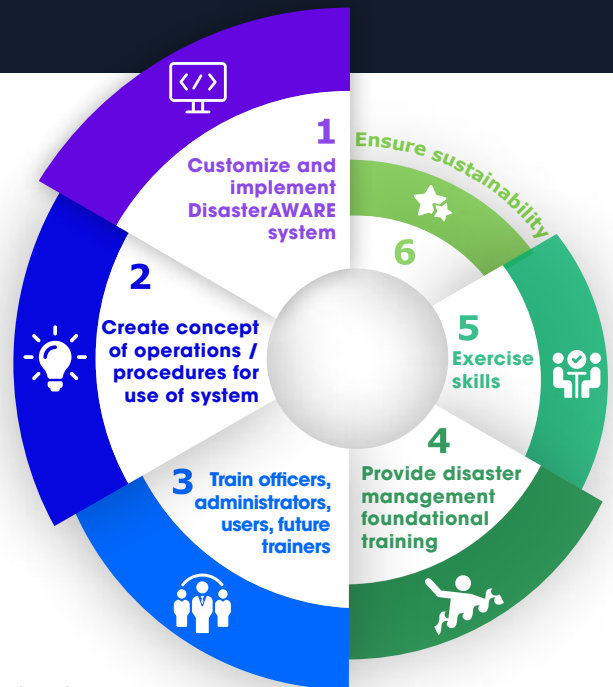 1
Customize and
implement
DisasterAWARE
system
2
Create concept
of operations /
procedures for
use of system
3
Train officers,
administrators,
users, future
trainers
4
Provide disaster
management
foundational
training
5
Exercise
skills
6
Ensure sustainability